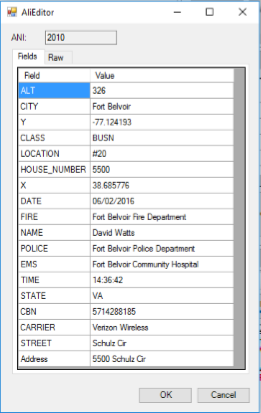 AliEditor
ANI: 2010
Fields Raw
Field Value
ALT 326
CITY Fort Belvoir
Y -77.124193
CLASS BUSN
LOCATION #20
HOUSE_NUMBER 5500
X 38.685776
DATE 06/02/2016
FIRE Fort Belvoir Fire Department
NAME David Watts
POLICE Fort Belvoir Police Department
EMS Fort Belvoir Community Hospital
TIME 14:36:42
STATE VA
CBN 5714288185
CARRIER Verizon Wireless
STREET Schulz Cir
Address 5500 Schulz Cir
OK Cancel